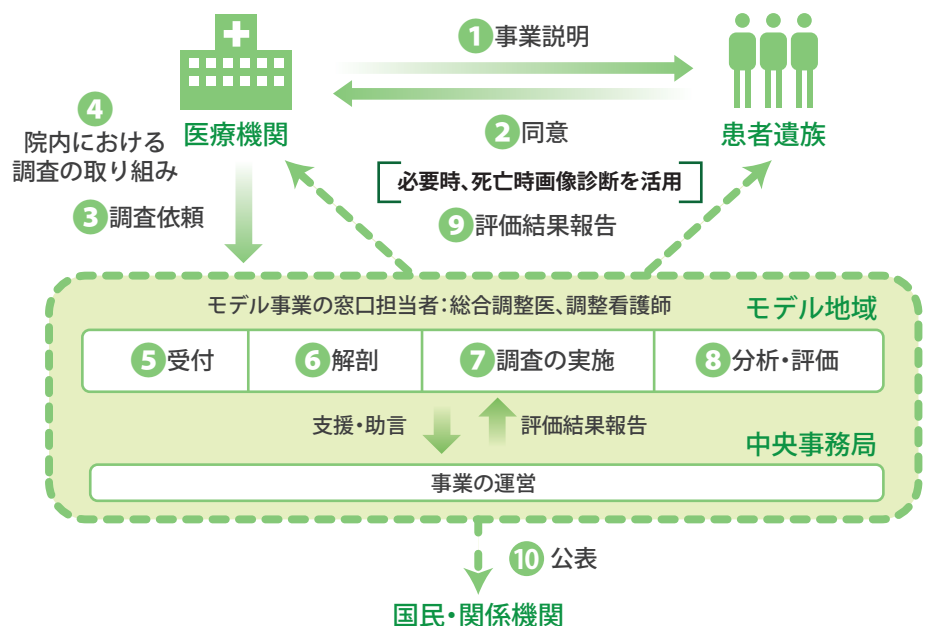 1 事業説明
医療機関
患者遺族
2 同意
4
院内における
調査の取り組み
必要時、死亡時画像診断を活用
3 調査依頼
9 評価結果報告
モデル事業の窓口担当者:総合調整医、調整看護師
モデル地域
5 受付
6 解剖
7 調査の実施
8 分析・評価
支援・助言
評価結果報告
中央事務局
事業の運営
10 公表
国民・関係機関